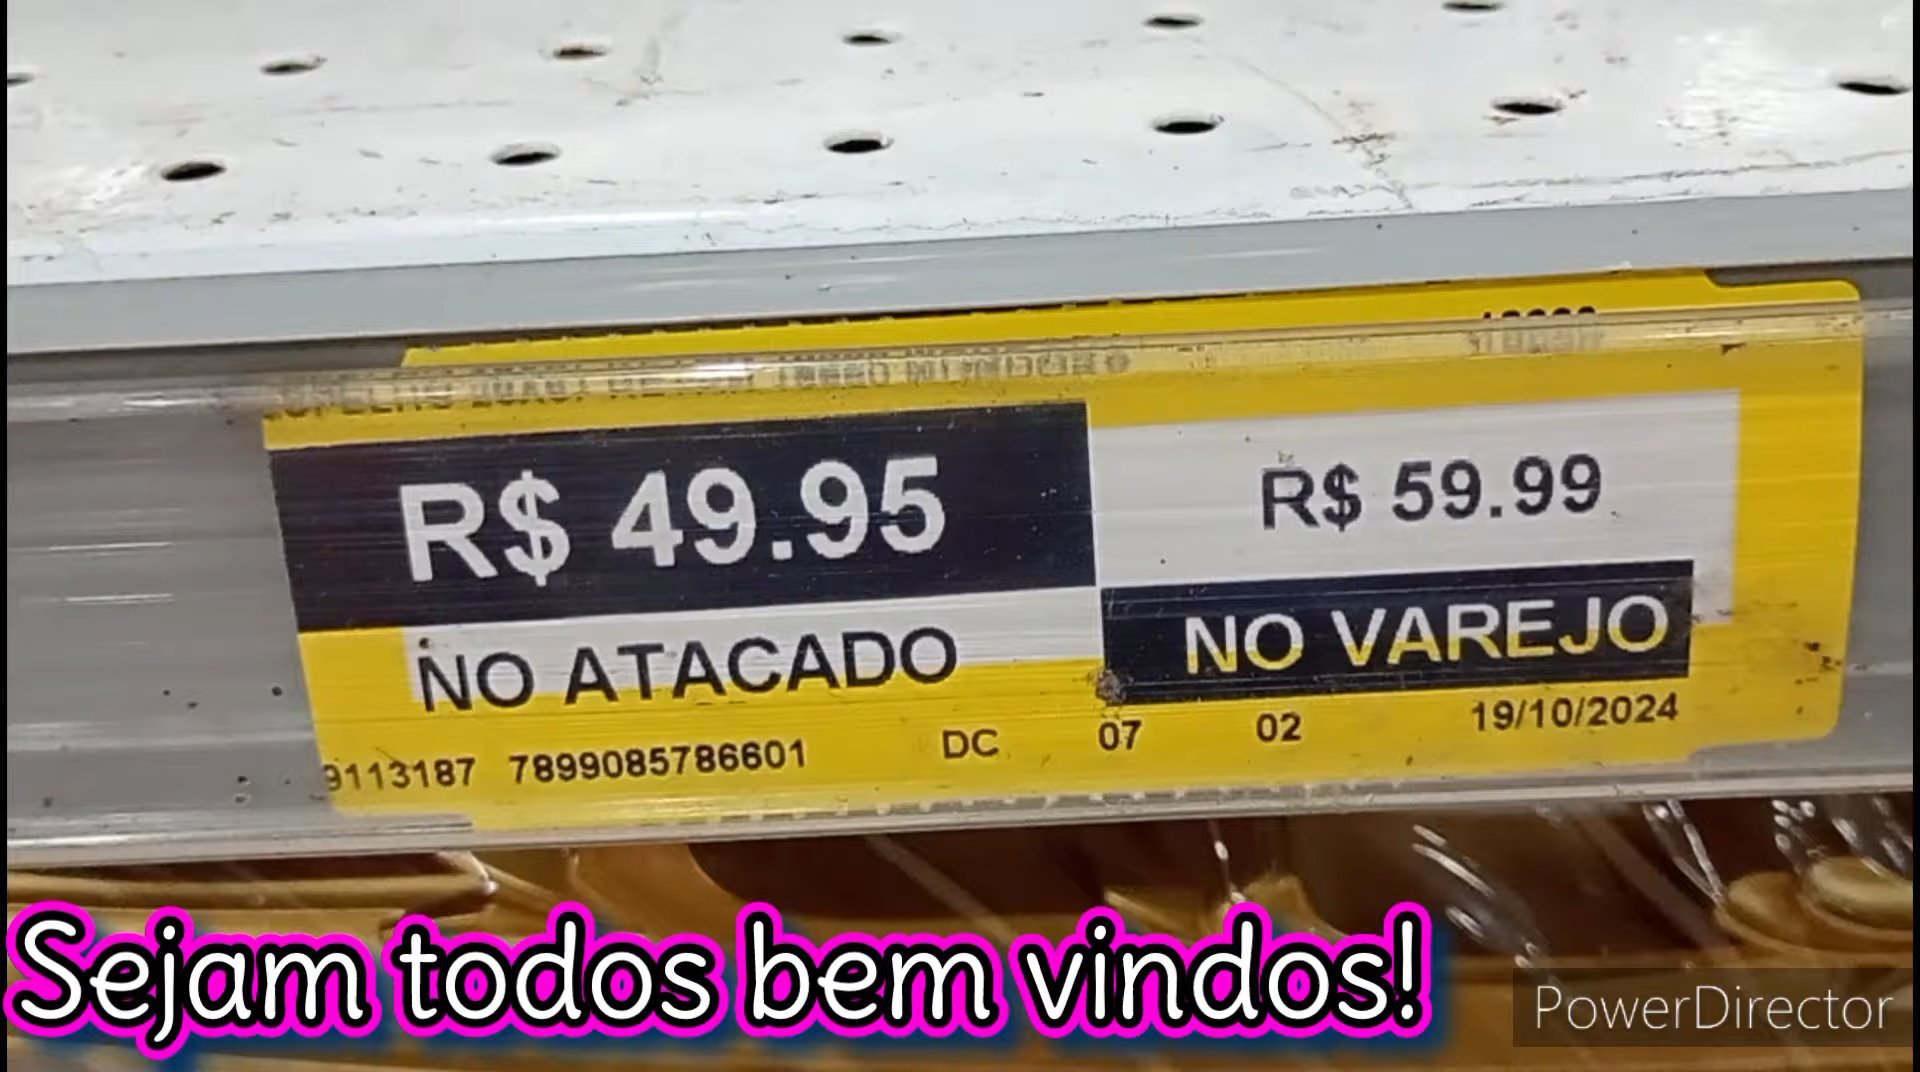 R$ 49.95
NO ATACADO
R$ 59.99
NO VAREJO
9113187 7899085786601 DC 07 02 19/10/2024
Sejam todos bem vindos!
PowerDirector